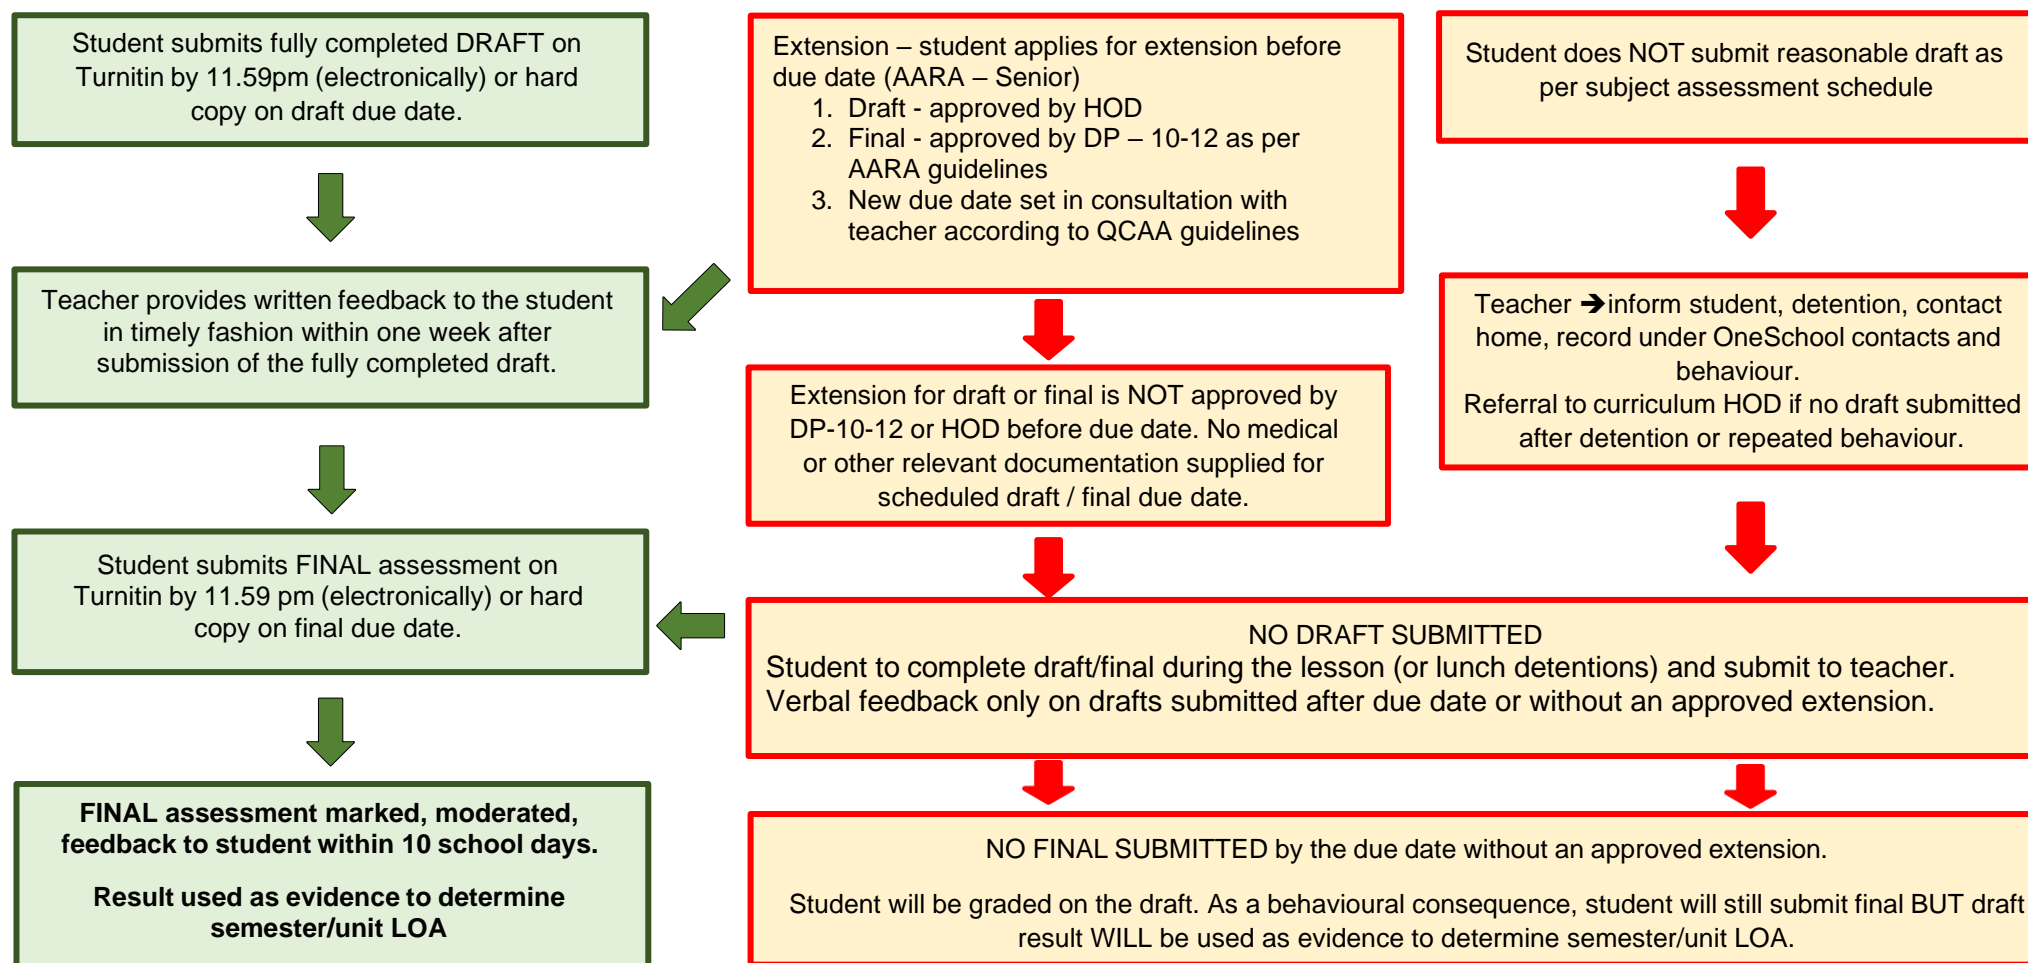 Student submits fully completed DRAFT on
Turnitin by 11.59pm (electronically) or hard
copy on draft due date.
Teacher provides written feedback to the student
in timely fashion within one week after
submission of the fully completed draft.
Student submits FINAL assessment on
Turnitin by 11.59 pm (electronically) or hard
copy on final due date.
FINAL assessment marked, moderated,
feedback to student within 10 school days.
Result used as evidence to determine
semester/unit LOA
Extension – student applies for extension before
due date (AARA – Senior)
1. Draft - approved by HOD
2. Final - approved by DP – 10-12 as per
AARA guidelines
3. New due date set in consultation with
teacher according to QCAA guidelines
Extension for draft or final is NOT approved by
DP-10-12 or HOD before due date. No medical
or other relevant documentation supplied for
scheduled draft / final due date.
Student does NOT submit reasonable draft as
per subject assessment schedule
Teacher ➔inform student, detention, contact
home, record under OneSchool contacts and
behaviour.
Referral to curriculum HOD if no draft submitted
after detention or repeated behaviour.
NO DRAFT SUBMITTED
Student to complete draft/final during the lesson (or lunch detentions) and submit to teacher.
Verbal feedback only on drafts submitted after due date or without an approved extension.
NO FINAL SUBMITTED by the due date without an approved extension.
Student will be graded on the draft. As a behavioural consequence, student will still submit final BUT draft
result WILL be used as evidence to determine semester/unit LOA.